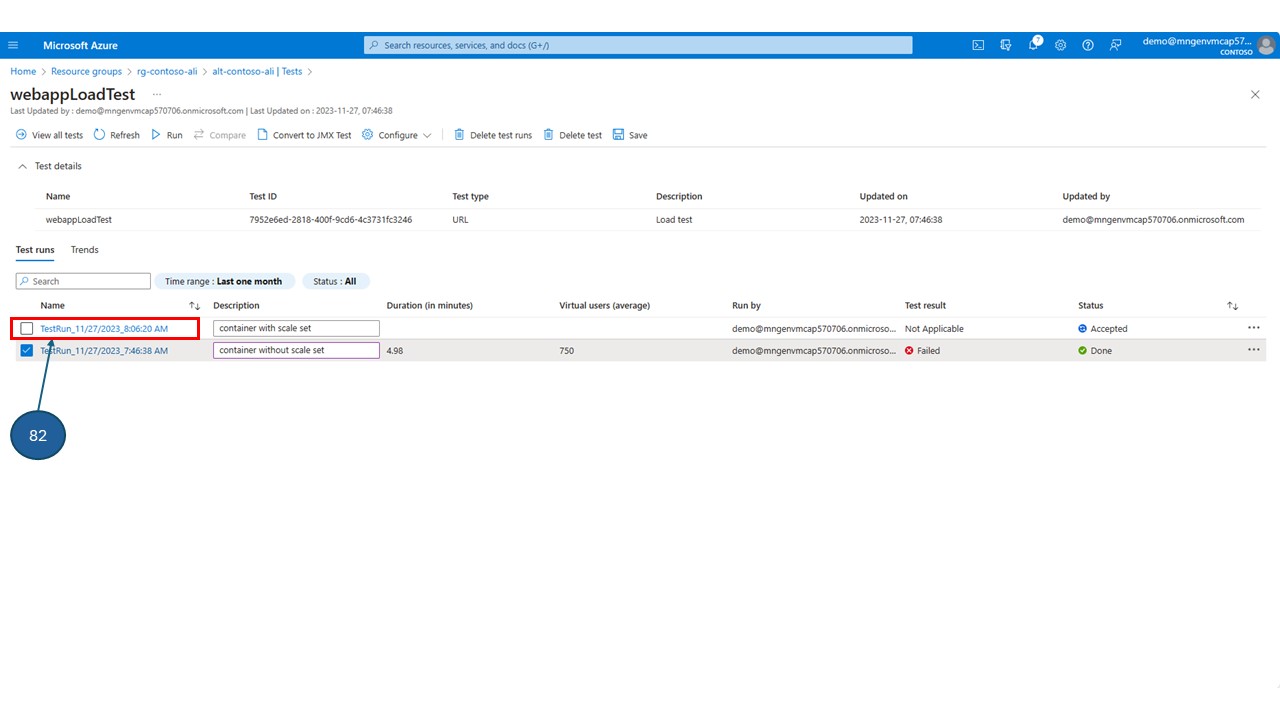 Microsoft Azure
Search resources, services, and docs (G+/)
7
demo@mngenvmcap57...
CONTOSO
Home > Resource groups > rg-contoso-ali > alt-contoso-ali | Tests >
webappLoadTest ...
Last Updated by : demo@mngenvmcap570706.onmicrosoft.com | Last Updated on : 2023-11-27, 07:46:38
View all tests Refresh Run Compare Convert to JMX Test Configure Delete test runs Delete test Save
Test details
Name Test ID Test type Description Updated on Updated by
webappLoadTest 7952e6ed-2818-400f-9cd6-4c3731fc3246 URL Load test 2023-11-27, 07:46:38 demo@mngenvmcap570706.onmicrosoft.com
Test runs Trends
Search Time range : Last one month Status : All
Name Description Duration (in minutes) Virtual users (average) Run by Test result Status
TestRun_11/27/2023_8:06:20 AM container with scale set demo@mngenvmcap570706.onmicroso... Not Applicable Accepted ...
TestRun_11/27/2023_7:46:38 AM container without scale set 4.98 750 demo@mngenvmcap570706.onmicroso... Failed Done ...
82